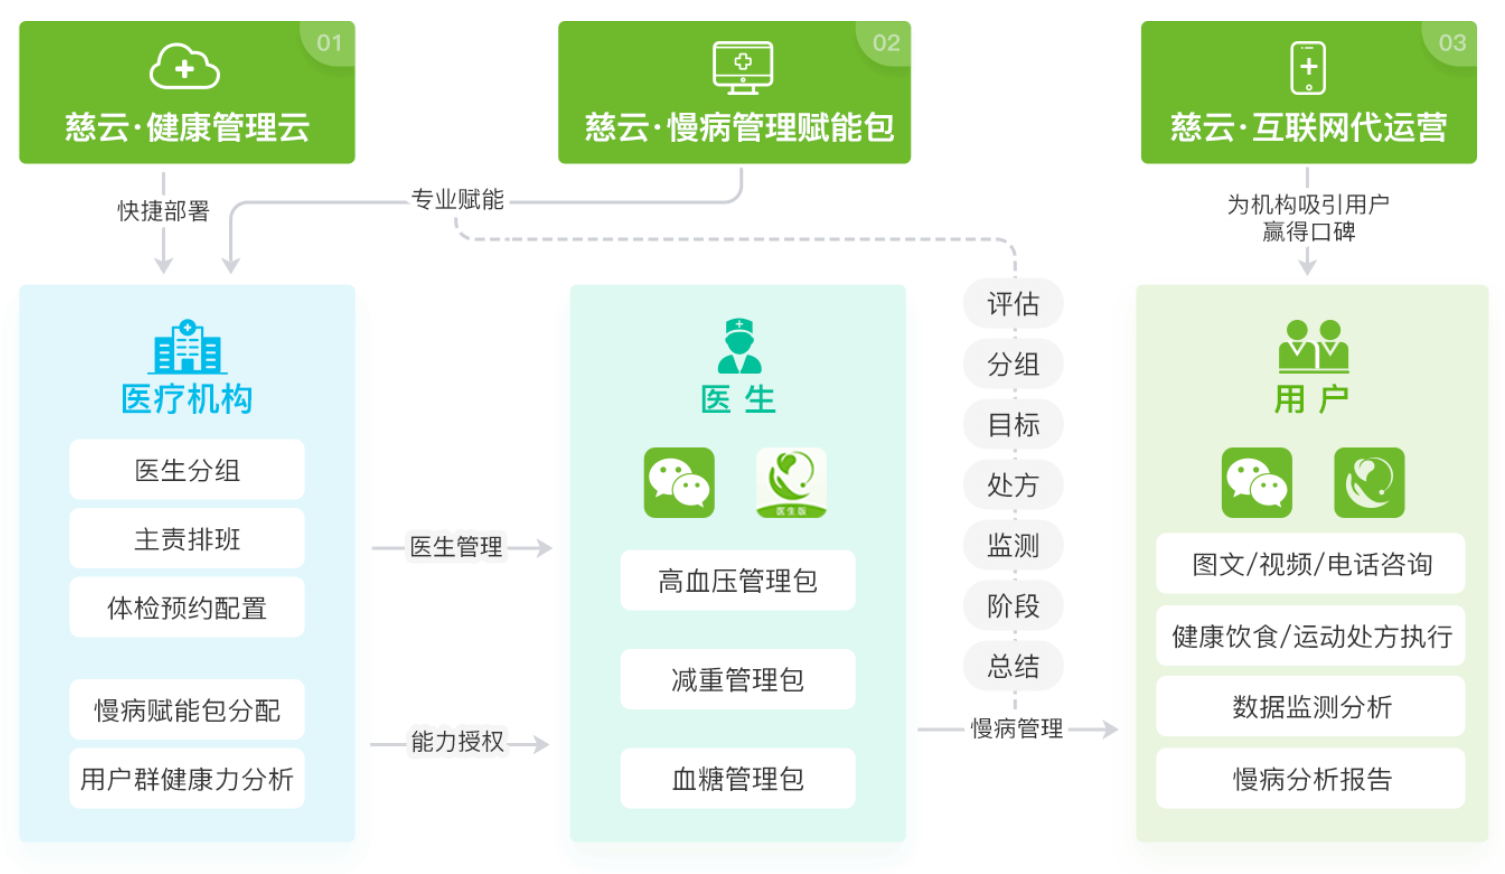 01
慈云·健康管理云
02
慈云·慢病管理赋能包
03
慈云·互联网代运营
快捷部署
专业赋能
为机构吸引用户
赢得口碑
医疗机构
医生分组
主责排班
体检预约配置
慢病赋能包分配
用户群健康力分析
医生管理
能力授权
医生
医生版
高血压管理包
减重管理包
血糖管理包
评估
分组
目标
处方
监测
阶段
总结
慢病管理
用户
图文/视频/电话咨询
健康饮食/运动处方执行
数据监测分析
慢病分析报告